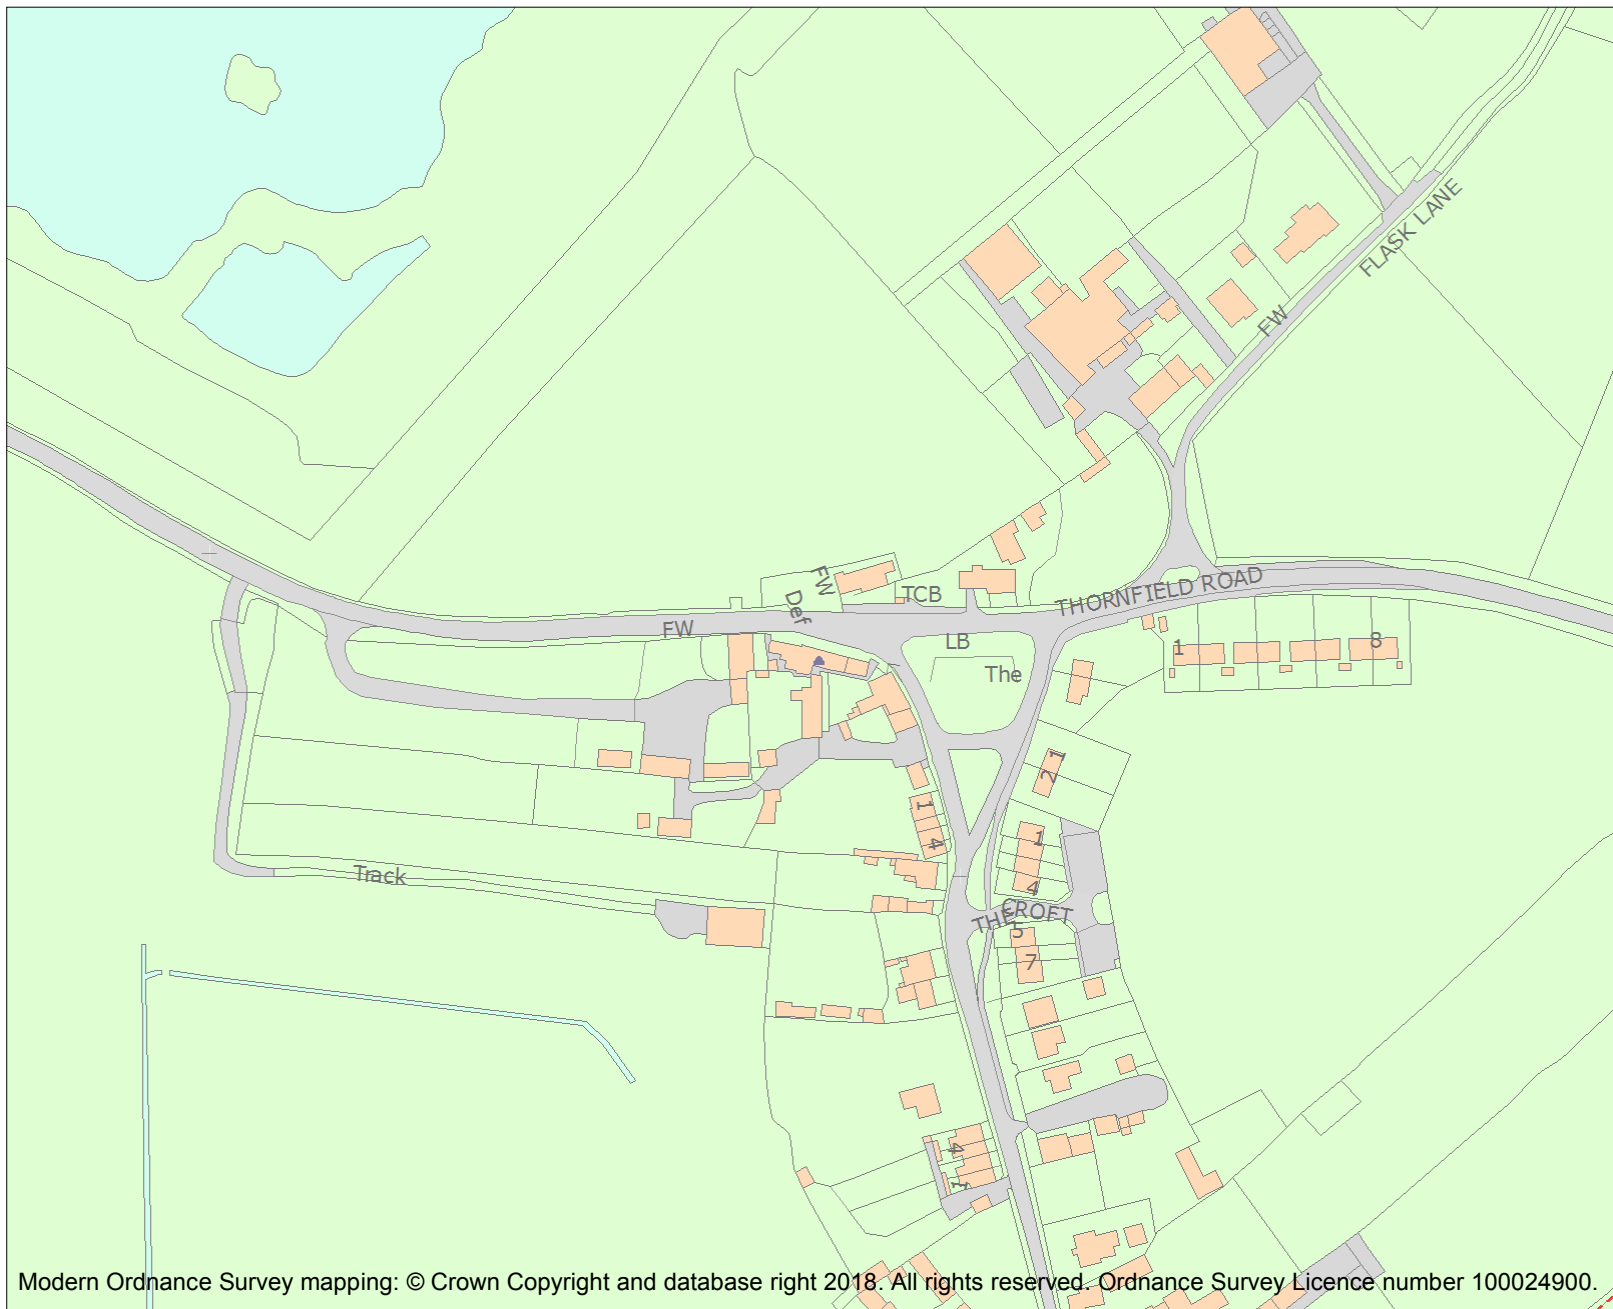 FLASK LANE
FW
FW
Def
TCB
THORNFIELD ROAD
FW
LB
The
1
8
1
2
1
4
1
4
Track
THE CROFT
5
7
4
1
Modern Ordnance Survey mapping: © Crown Copyright and database right 2018. All rights reserved. Ordnance Survey Licence number 100024900.